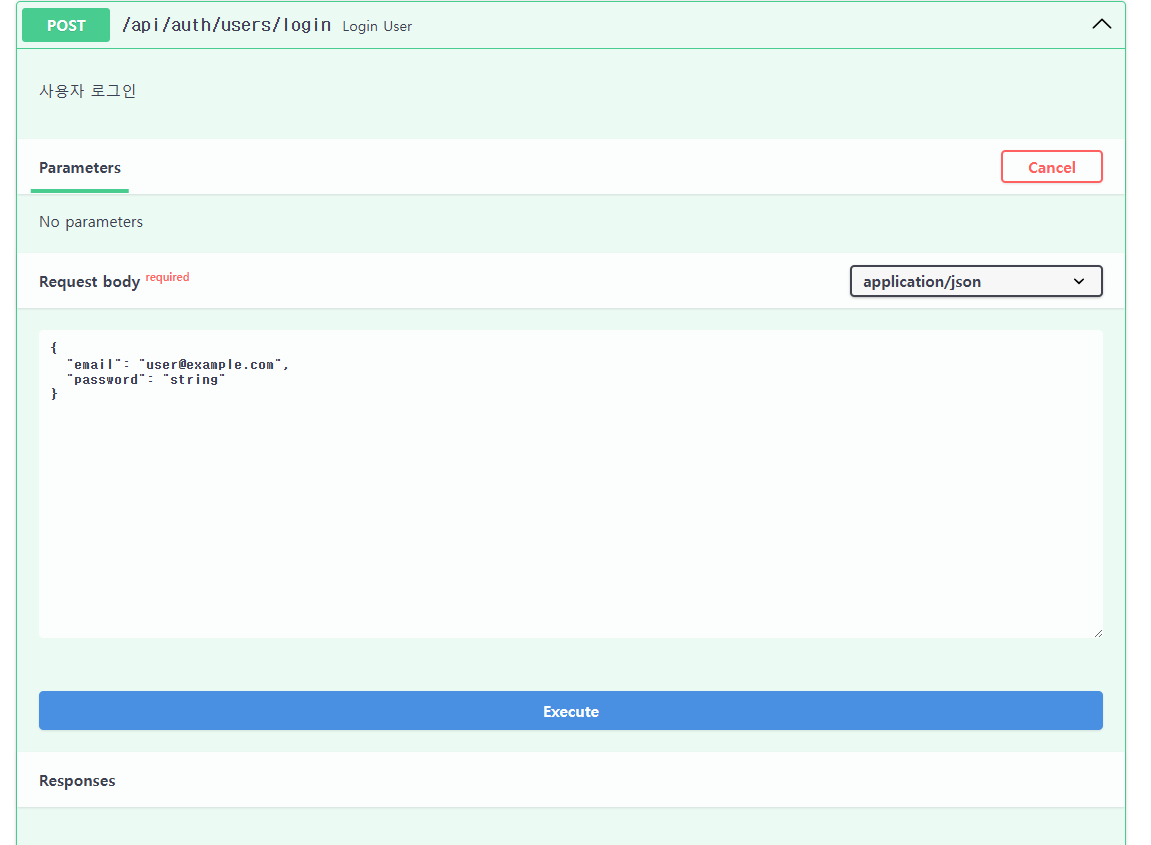 POST /api/auth/users/login Login User
사용자 로그인
Parameters Cancel
No parameters
Request body required application/json
{
  "email": "user@example.com",
  "password": "string"
}
Execute
Responses